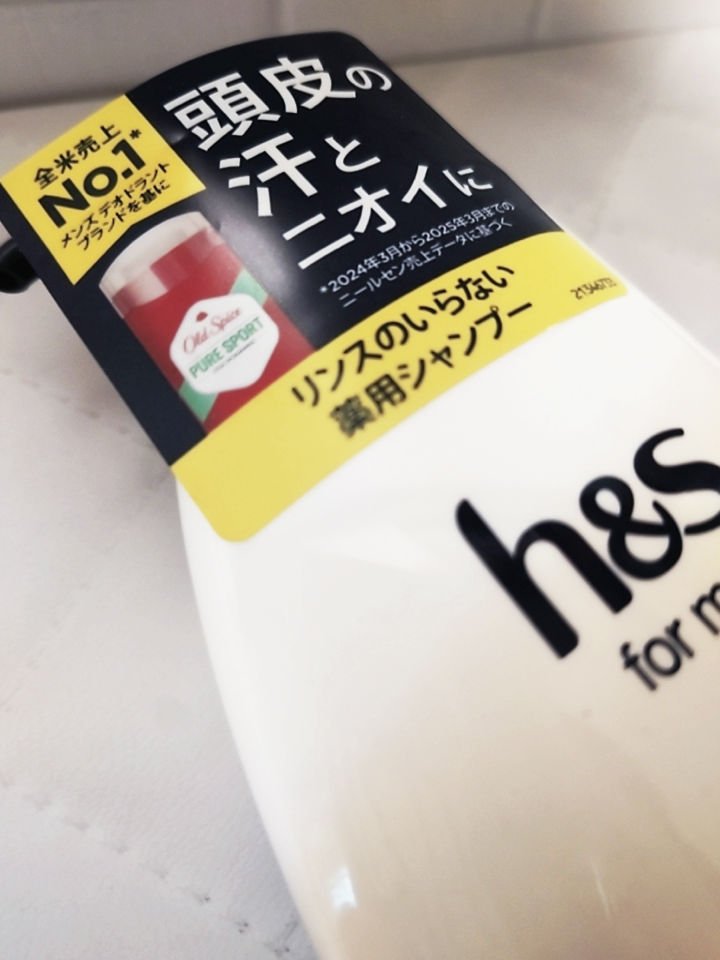 頭皮の
汗と
ニオイに
*2024年3月から2025年3月までの
ニールセン売上データに基づく
全米売上
No.1*
メンズ デオドラント
ブランドを基に
Old Spice
PURE SPORT
リンスのいらない
薬用シャンプー
h&s
for